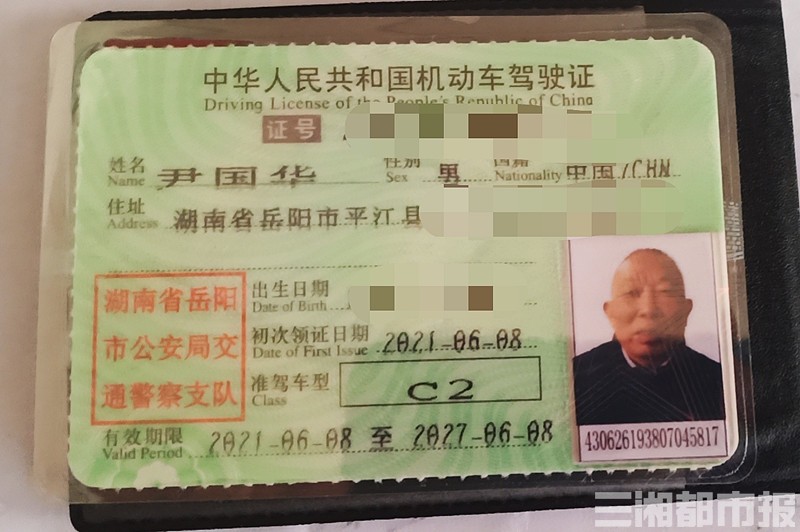 中华人民共和国机动车驾驶证
Driving License of the People's Republic of China
证号
姓名 尹国华 性别 男 国籍 中国/CHN
Name Sex Nationality
住址 湖南省岳阳市平江县
Address
湖南省岳阳
市公安局交
通警察支队
出生日期
Date of Birth
初次领证日期 2021-06-08
Date of First Issue
准驾车型 C2
Class
有效期限 2021-06-08 至 2027-06-08
Valid Period
430626193807045817
三湘都市报